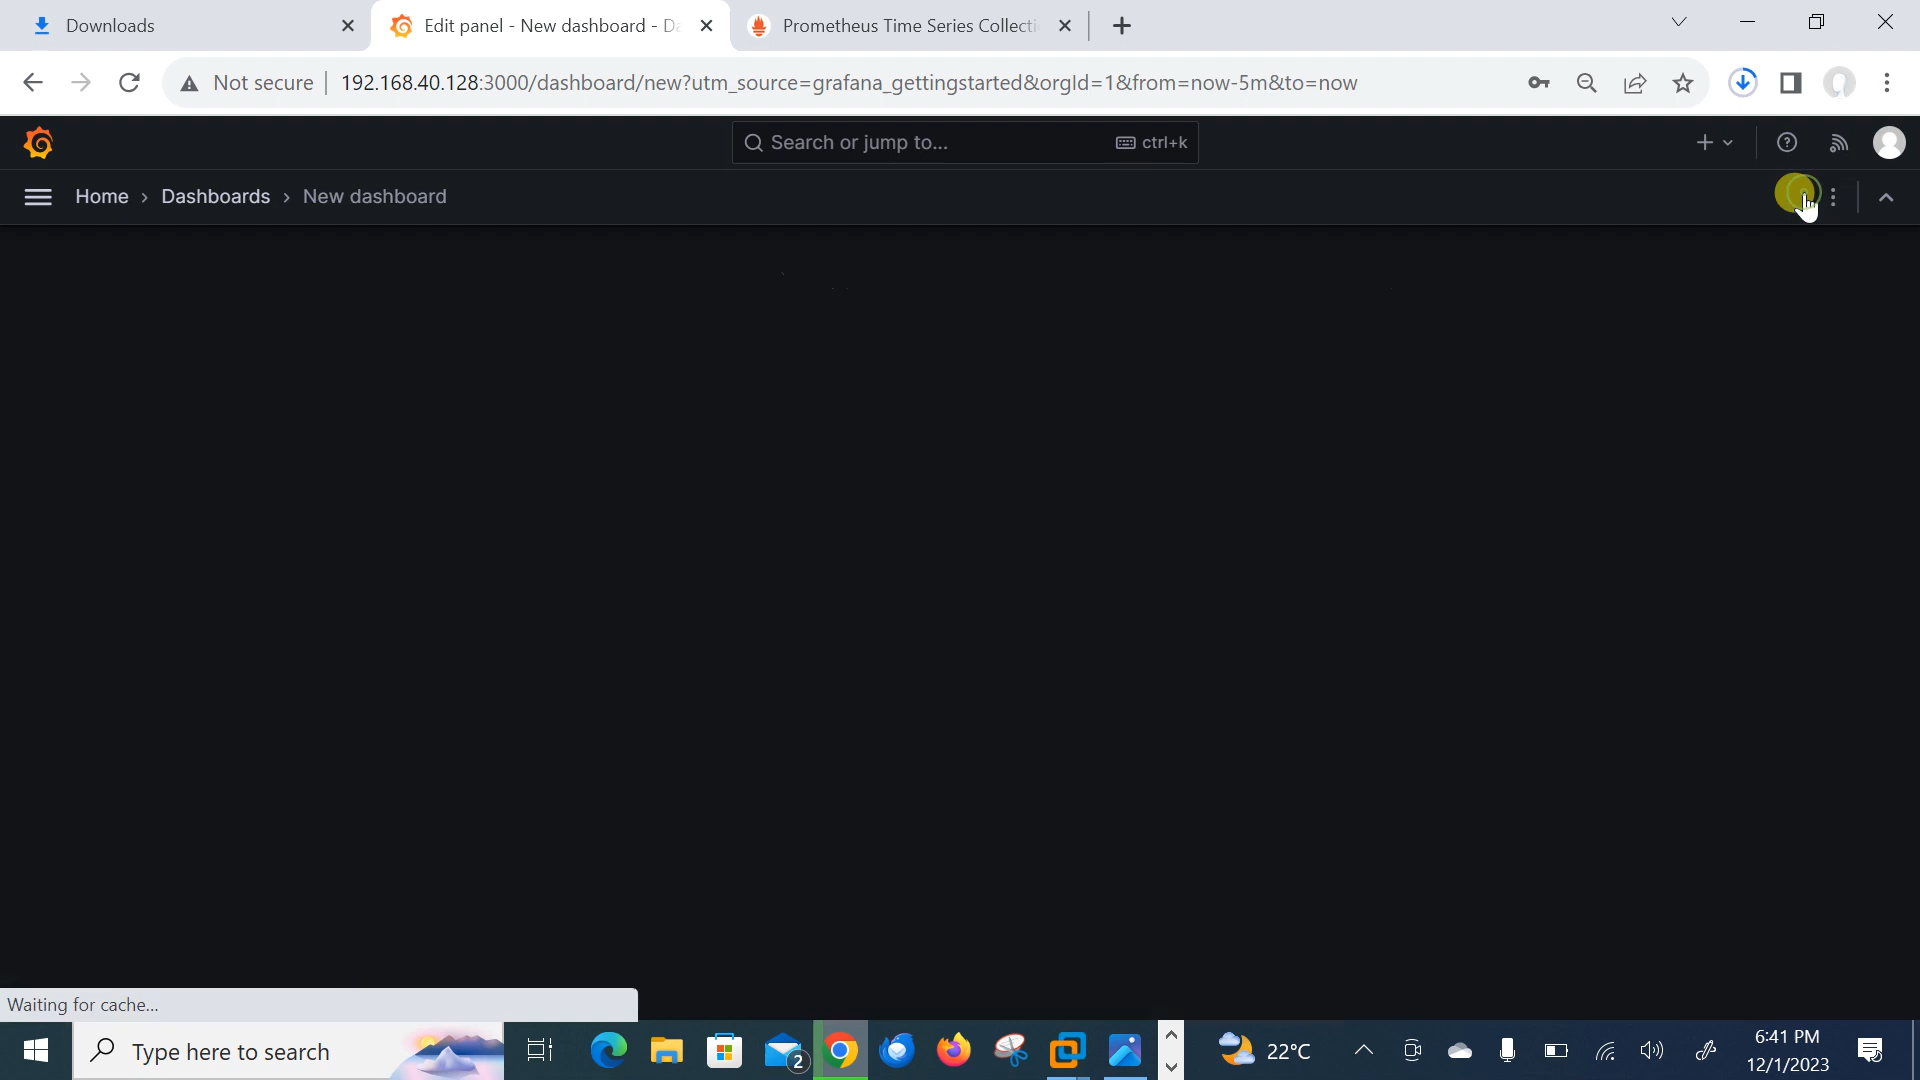 Downloads
Edit panel - New dashboard - Da
Prometheus Time Series Collecti
Not secure
192.168.40.128:3000/dashboard/new?utm_source=grafana_gettingstarted&orgId=1&from=now-5m&to=now
Search or jump to...
ctrl+k
Home › Dashboards › New dashboard
Waiting for cache...
Type here to search
2
22°C
6:41 PM
12/1/2023